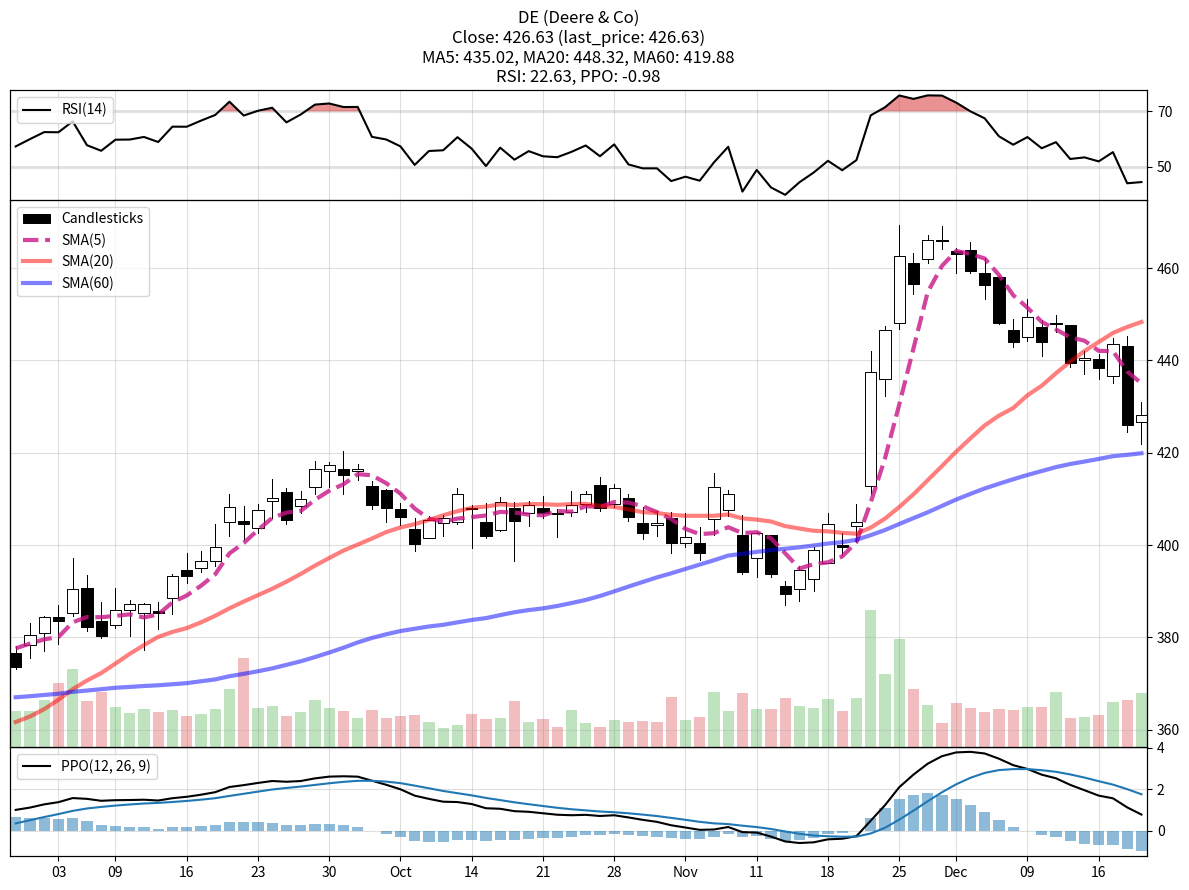 DE (Deere & Co)
Close: 426.63 (last_price: 426.63)
MA5: 435.02, MA20: 448.32, MA60: 419.88
RSI: 22.63, PPO: -0.98
RSI(14)
70
50
Candlesticks
SMA(5)
SMA(20)
SMA(60)
460
440
420
400
380
360
PPO(12, 26, 9)
4
2
0
03 09 16 23 30 Oct 14 21 28 Nov 11 18 25 Dec 09 16